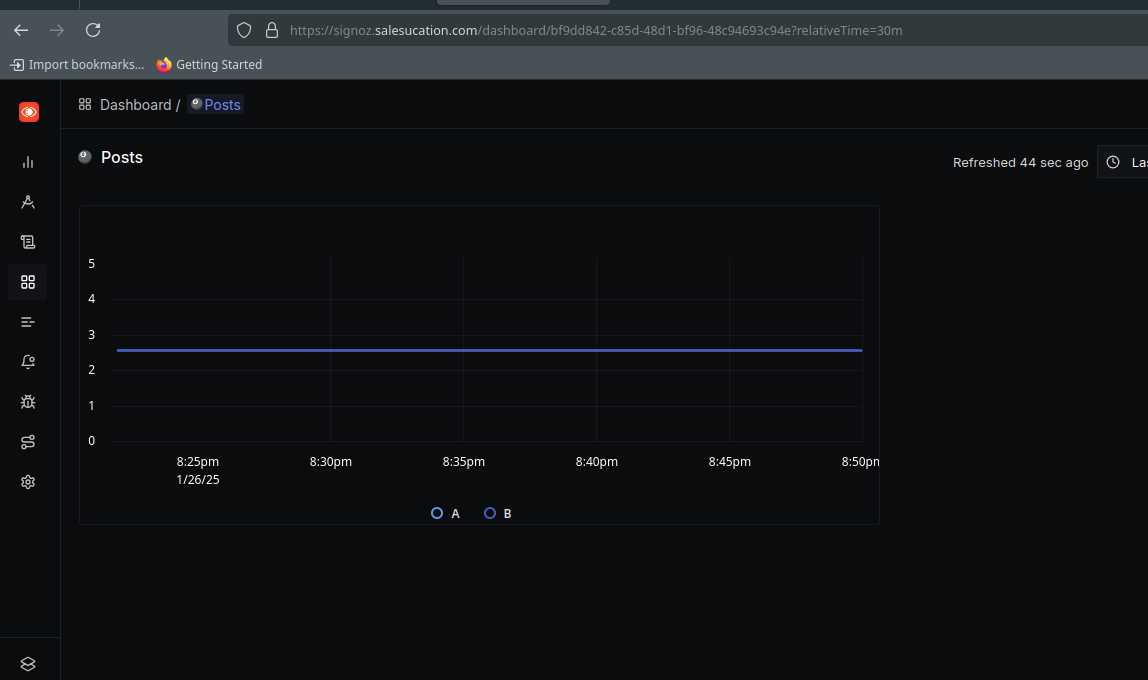 https://signoz.salesucation.com/dashboard/bf9dd842-c85d-48d1-bf96-48c94693c94e?relativeTime=30m
Import bookmarks... Getting Started
Dashboard / Posts
Posts
Refreshed 44 sec ago
5
4
3
2
1
0
8:25pm 8:30pm 8:35pm 8:40pm 8:45pm 8:50pm
1/26/25
A B